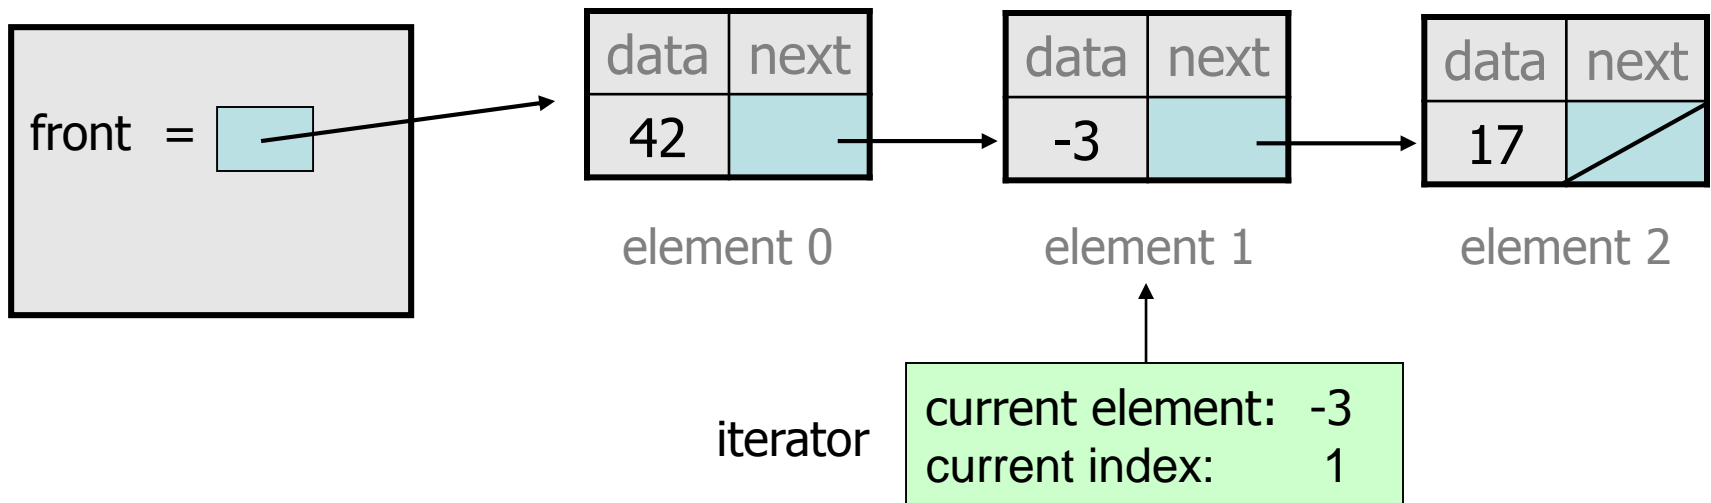 front =
data next
42
element 0
data next
-3
element 1
data next
17
element 2
iterator
current element: -3
current index: 1